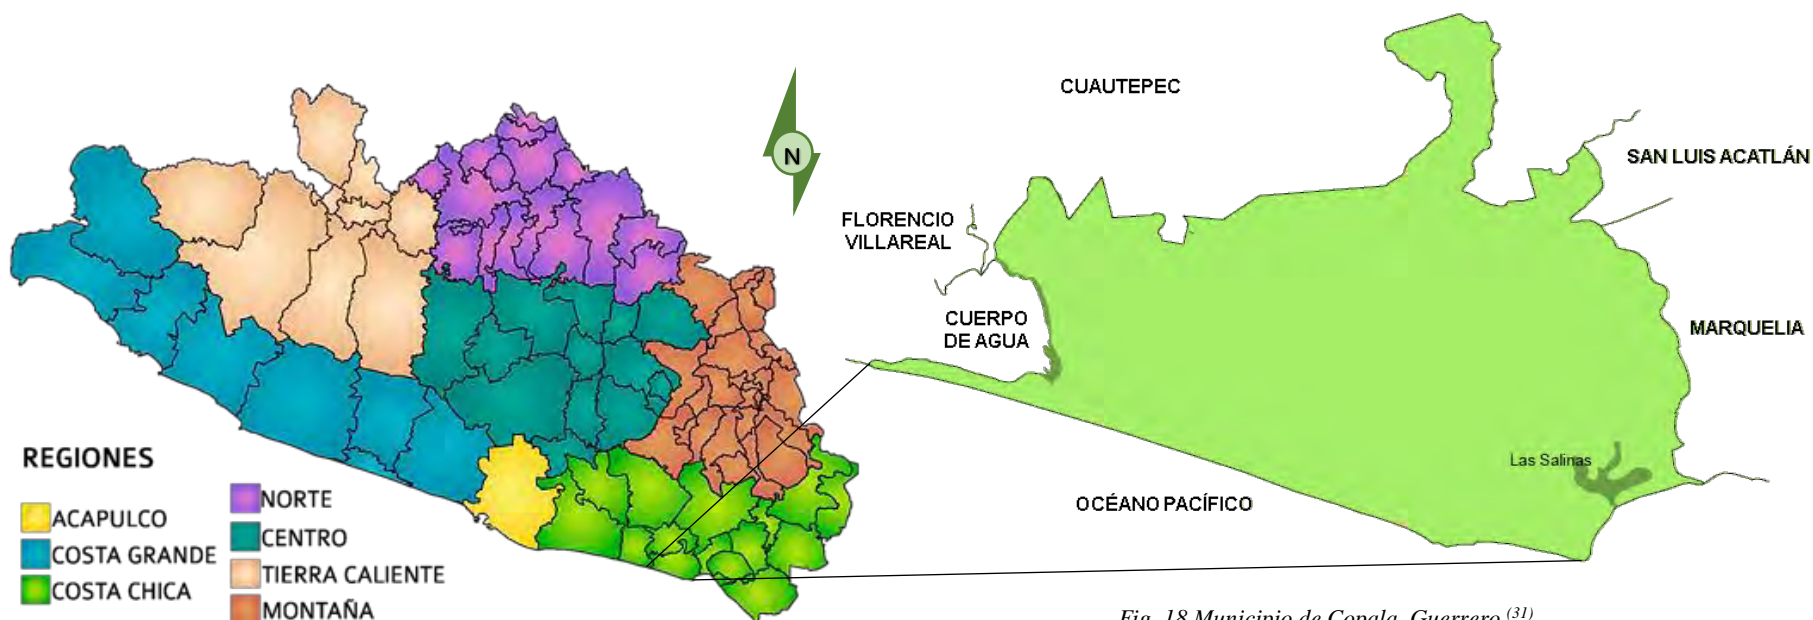 CUAUTEPEC
SAN LUIS ACATLÁN
N
FLORENCIO
VILLAREAL
CUERPO
DE AGUA
MARQUELIA
REGIONES
Las Salinas
OCÉANO PACÍFICO
ACAPULCO
COSTA GRANDE
COSTA CHICA
NORTE
CENTRO
TIERRA CALIENTE
MONTAÑA
Fig. 18 Municipio de Copala, Guerrero (31)